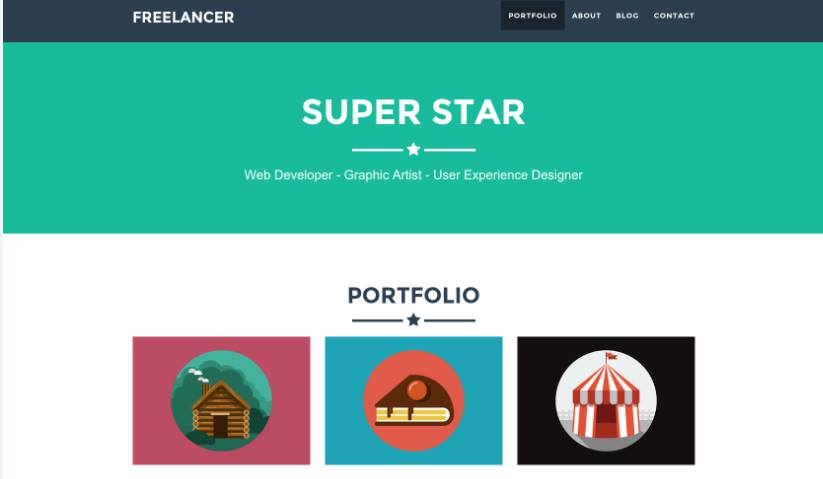 FREELANCER
PORTFOLIO ABOUT BLOG CONTACT
SUPER STAR
Web Developer - Graphic Artist - User Experience Designer
PORTFOLIO